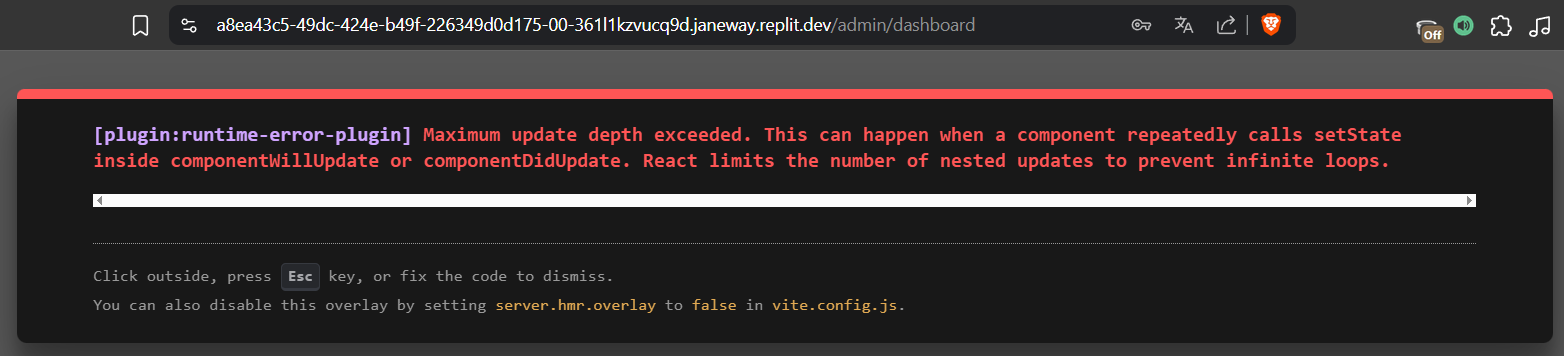 a8ea43c5-49dc-424e-b49f-226349d0d175-00-361l1kzvucq9d.janeway.replit.dev/admin/dashboard
Off
[plugin:runtime-error-plugin] Maximum update depth exceeded. This can happen when a component repeatedly calls setState
inside componentWillUpdate or componentDidUpdate. React limits the number of nested updates to prevent infinite loops.
Click outside, press Esc key, or fix the code to dismiss.
You can also disable this overlay by setting server.hmr.overlay to false in vite.config.js.